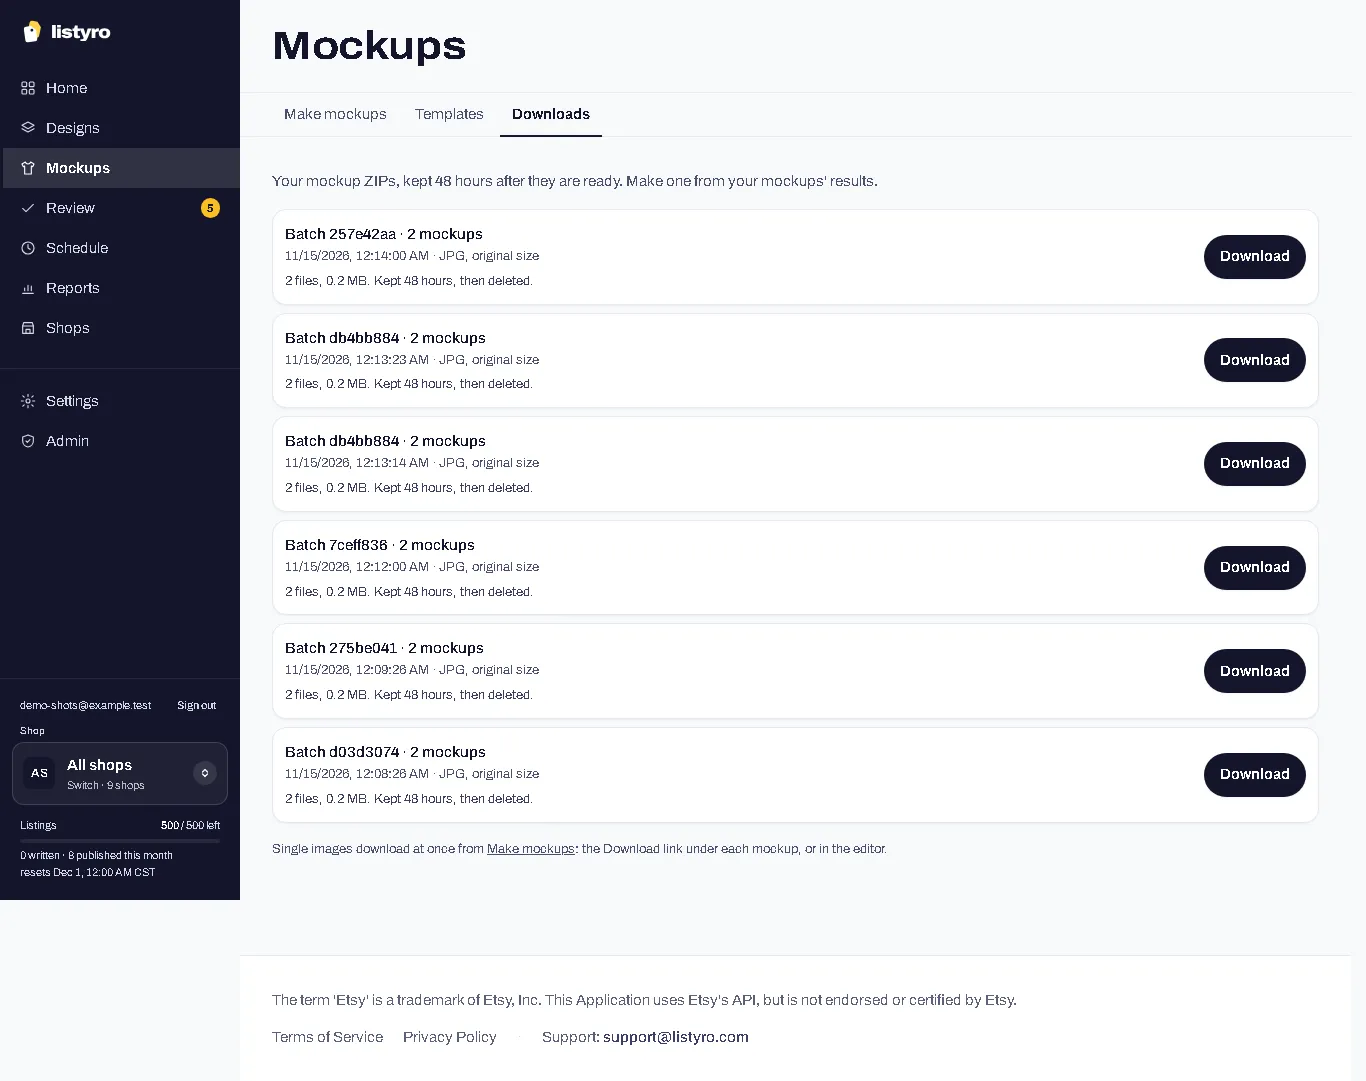 listyro
Home
Designs
Mockups
Review
5
Schedule
Reports
Shops
Settings
Admin
demo-shots@example.test
Sign out
Shop
AS
All shops
Switch · 9 shops
Listings
500 / 500 left
0 written · 8 published this month
resets Dec 1, 12:00 AM CST
Mockups
Make mockups
Templates
Downloads
Your mockup ZIPs, kept 48 hours after they are ready. Make one from your mockups' results.
Batch 257e42aa · 2 mockups
11/15/2026, 12:14:00 AM · JPG, original size
2 files, 0.2 MB. Kept 48 hours, then deleted.
Download
Batch db4bb884 · 2 mockups
11/15/2026, 12:13:23 AM · JPG, original size
2 files, 0.2 MB. Kept 48 hours, then deleted.
Download
Batch db4bb884 · 2 mockups
11/15/2026, 12:13:14 AM · JPG, original size
2 files, 0.2 MB. Kept 48 hours, then deleted.
Download
Batch 7ceff836 · 2 mockups
11/15/2026, 12:12:00 AM · JPG, original size
2 files, 0.2 MB. Kept 48 hours, then deleted.
Download
Batch 275be041 · 2 mockups
11/15/2026, 12:09:26 AM · JPG, original size
2 files, 0.2 MB. Kept 48 hours, then deleted.
Download
Batch d03d3074 · 2 mockups
11/15/2026, 12:08:26 AM · JPG, original size
2 files, 0.2 MB. Kept 48 hours, then deleted.
Download
Single images download at once from Make mockups: the Download link under each mockup, or in the editor.
The term 'Etsy' is a trademark of Etsy, Inc. This Application uses Etsy's API, but is not endorsed or certified by Etsy.
Terms of Service Privacy Policy · Support: support@listyro.com